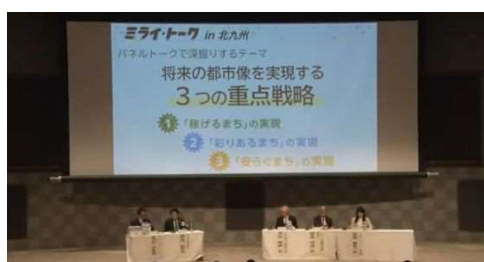 ミライ・トーク in 北九州
パネルトークで深掘りするテーマ
将来の都市像を実現する
3つの重点戦略
1 「稼げるまち」の実現
2 「彩りあるまち」の実現
3 「安らぐまち」の実現